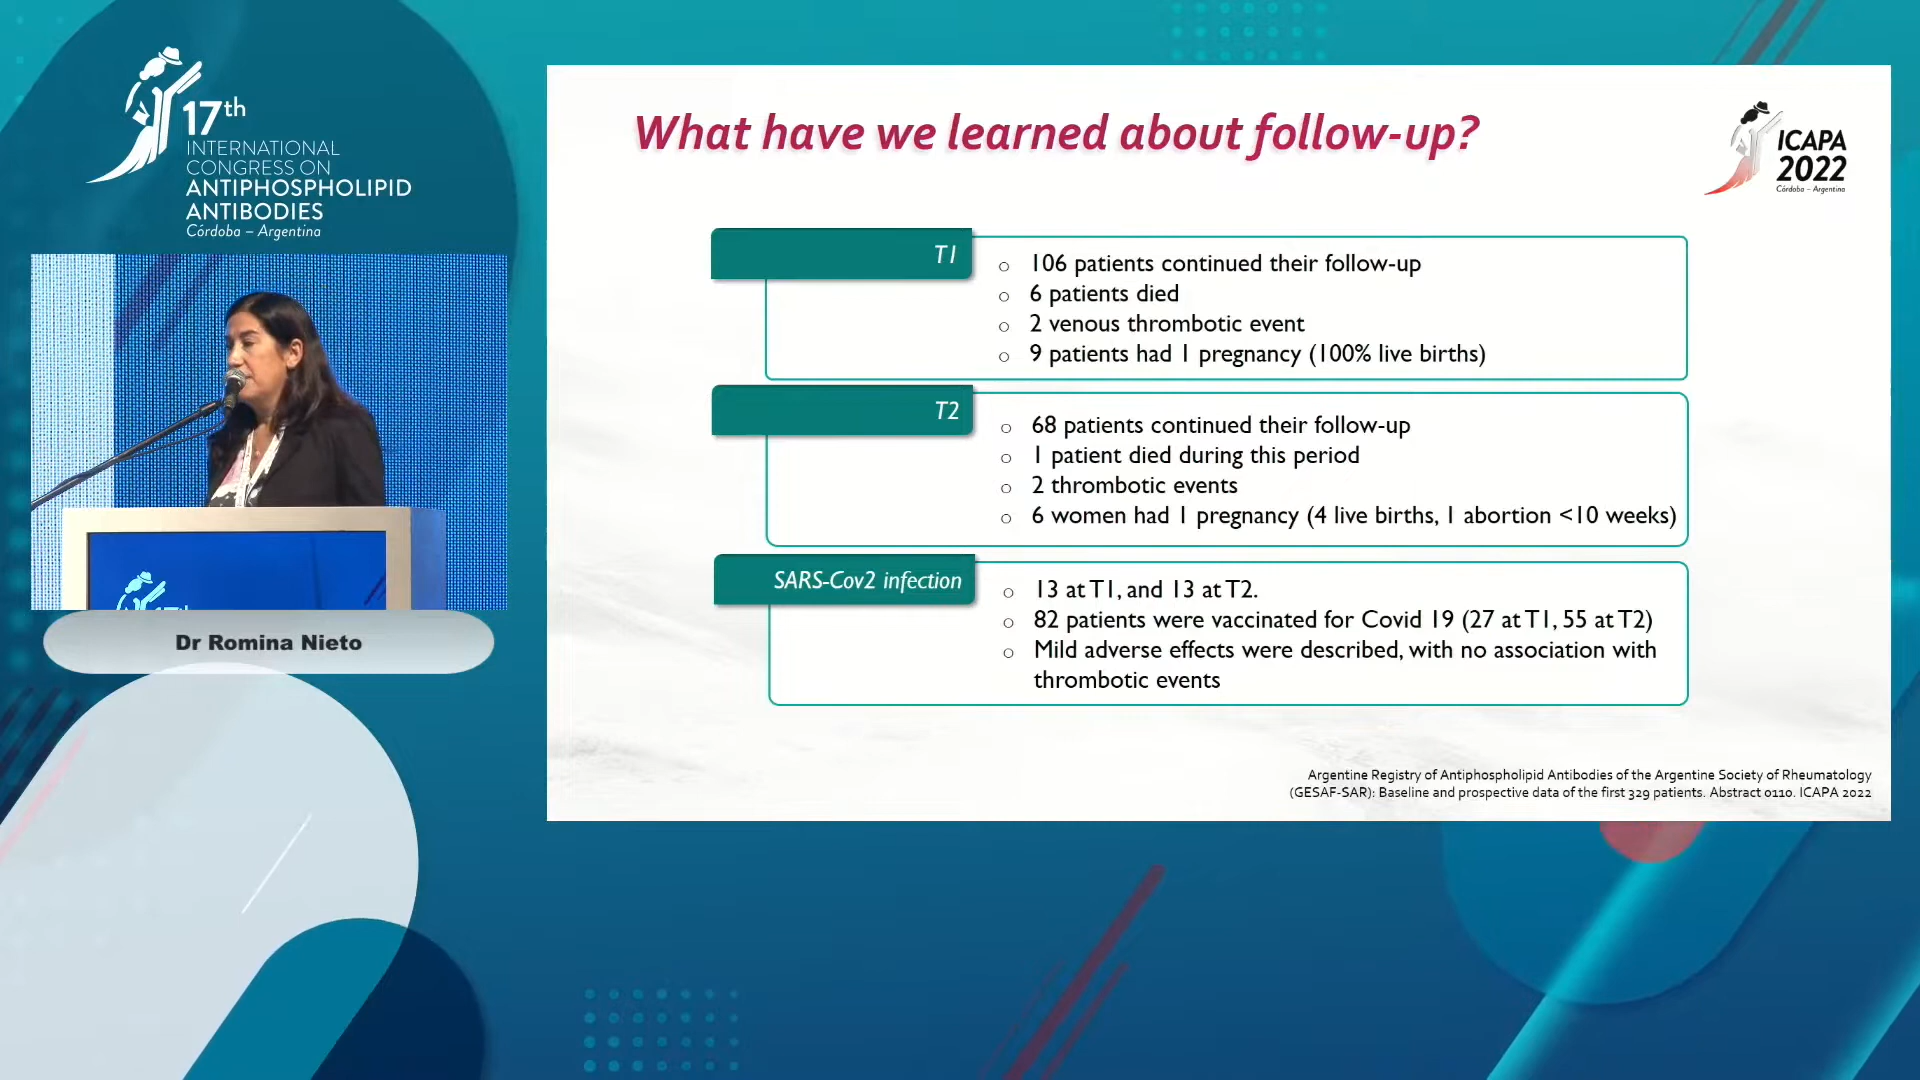 17th
INTERNATIONAL
CONGRESS ON
ANTIPHOSPHOLIPID
ANTIBODIES
Córdoba – Argentina
Dr Romina Nieto
What have we learned about follow-up?
ICAPA
2022
Córdoba – Argentina
T1
○ 106 patients continued their follow-up
○ 6 patients died
○ 2 venous thrombotic event
○ 9 patients had 1 pregnancy (100% live births)
T2
○ 68 patients continued their follow-up
○ 1 patient died during this period
○ 2 thrombotic events
○ 6 women had 1 pregnancy (4 live births, 1 abortion <10 weeks)
SARS-Cov2 infection
○ 13 at T1, and 13 at T2.
○ 82 patients were vaccinated for Covid 19 (27 at T1, 55 at T2)
○ Mild adverse effects were described, with no association with
thrombotic events
Argentine Registry of Antiphospholipid Antibodies of the Argentine Society of Rheumatology
(GESAF-SAR): Baseline and prospective data of the first 329 patients. Abstract 0110. ICAPA 2022